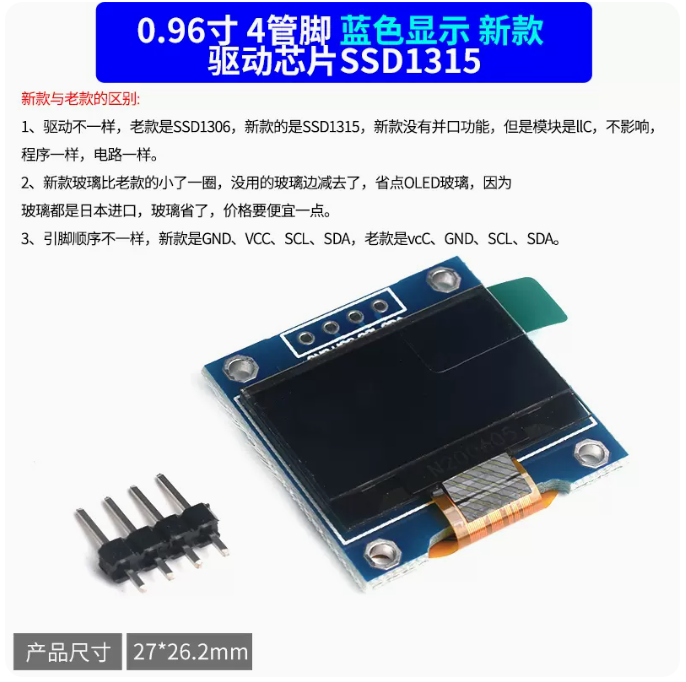 0.96寸 4管脚 蓝色显示 新款
驱动芯片SSD1315
新款与老款的区别:
1、驱动不一样，老款是SSD1306，新款的是SSD1315，新款没有并口功能，但是模块是llC，不影响，
程序一样，电路一样。
2、新款玻璃比老款的小了一圈，没用的玻璃边减去了，省点OLED玻璃，因为
玻璃都是日本进口，玻璃省了，价格要便宜一点。
3、引脚顺序不一样，新款是GND、VCC、SCL、SDA，老款是vcC、GND、SCL、SDA。
产品尺寸 27*26.2mm